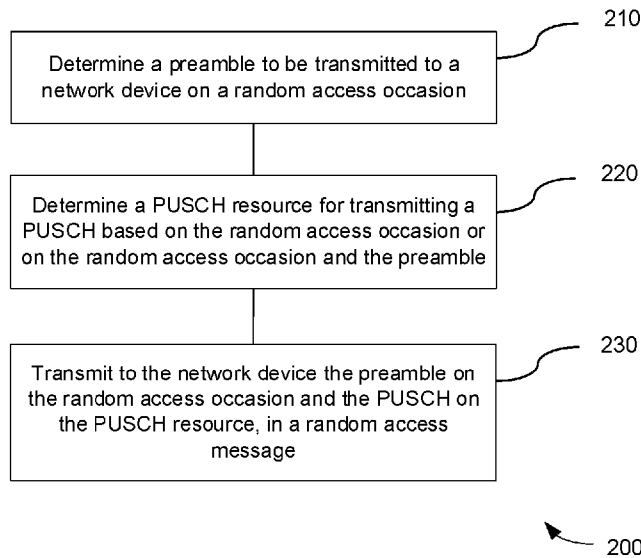 210
Determine a preamble to be transmitted to a
network device on a random access occasion
220
Determine a PUSCH resource for transmitting a
PUSCH based on the random access occasion or
on the random access occasion and the preamble
230
Transmit to the network device the preamble on
the random access occasion and the PUSCH on
the PUSCH resource, in a random access
message
200